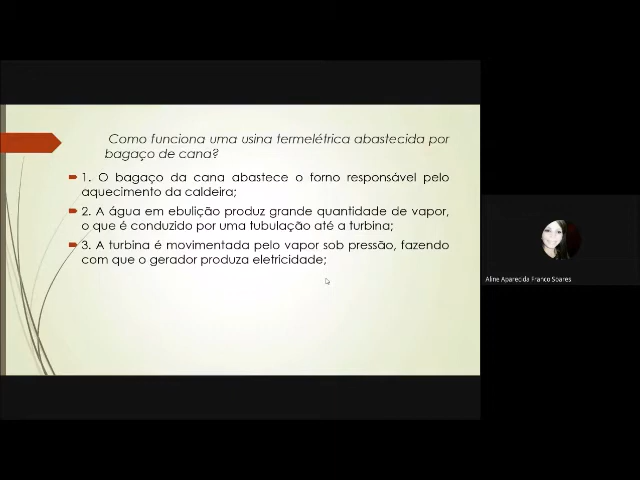 Como funciona uma usina termelétrica abastecida por
bagaço de cana?
1. O bagaço da cana abastece o forno responsável pelo
aquecimento da caldeira;
2. A água em ebulição produz grande quantidade de vapor,
o que é conduzido por uma tubulação até a turbina;
3. A turbina é movimentada pelo vapor sob pressão, fazendo
com que o gerador produza eletricidade;
Aline Aparecida Franco Soares